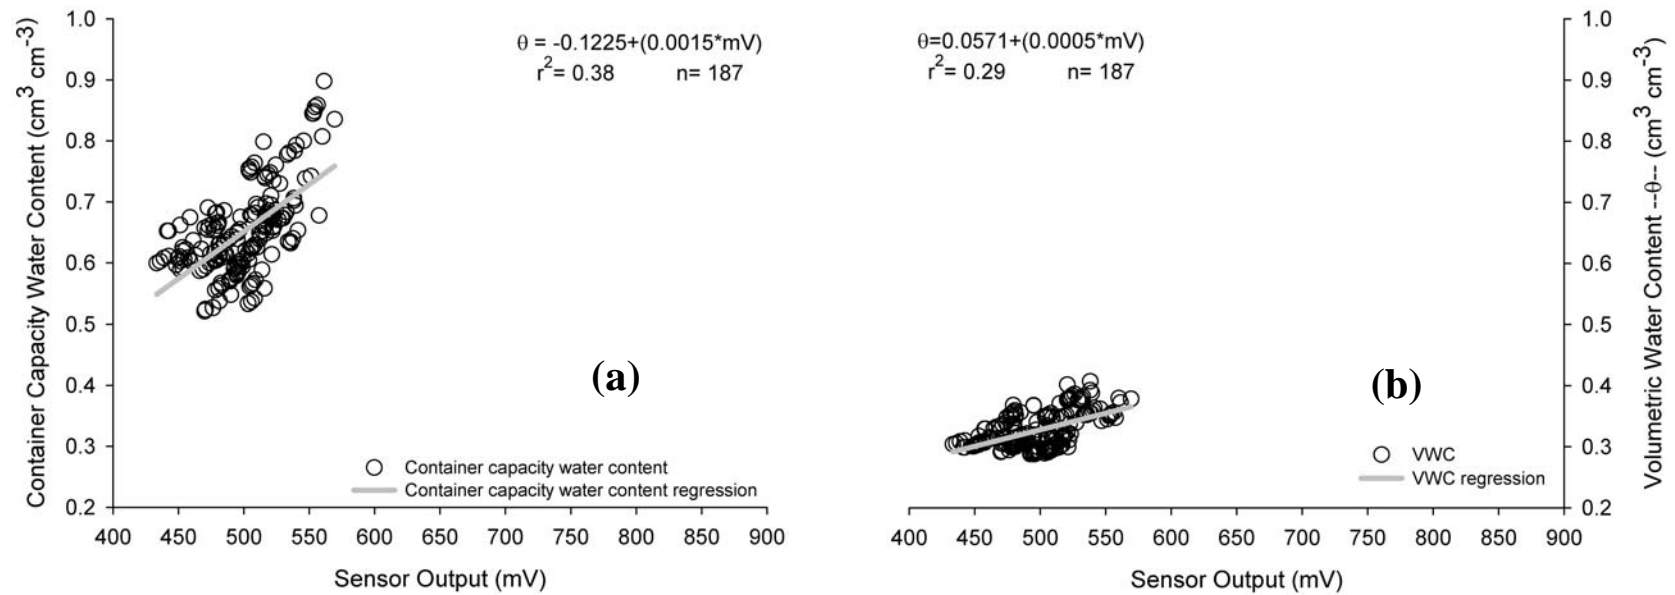 Container Capacity Water Content (cm³ cm⁻³)
1.0
0.9
0.8
0.7
0.6
0.5
0.4
0.3
0.2
θ = -0.1225+(0.0015*mV)
r²= 0.38 n= 187
(a)
Container capacity water content
Container capacity water content regression
400 450 500 550 600 650 700 750 800 850 900
Sensor Output (mV)
θ=0.0571+(0.0005*mV)
r²= 0.29 n= 187
(b)
VWC
VWC regression
400 450 500 550 600 650 700 750 800 850 900
Sensor Output (mV)
1.0
0.9
0.8
0.7
0.6
0.5
0.4
0.3
0.2
Volumetric Water Content --θ-- (cm³ cm⁻³)